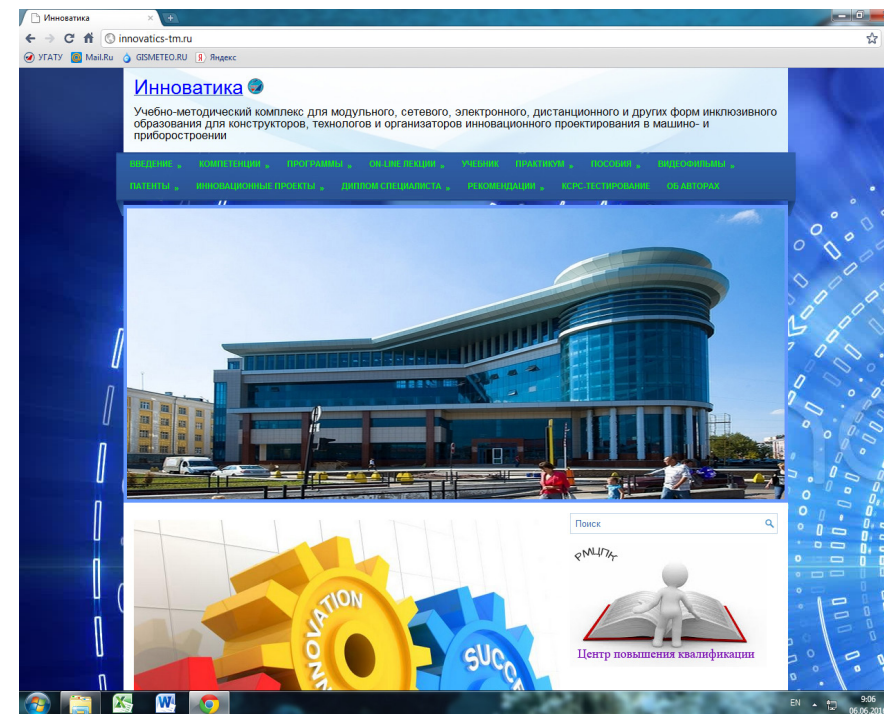 Инноватика
innovatics-tm.ru
УГАТУ Mail.Ru GISMETEO.RU Яндекс
Инноватика
Учебно-методический комплекс для модульного, сетевого, электронного, дистанционного и других форм инклюзивного
образования для конструкторов, технологов и организаторов инновационного проектирования в машино- и
приборостроении
ВВЕДЕНИЕ » КОМПЕТЕНЦИИ » ПРОГРАММЫ » ON-LINE ЛЕКЦИИ » УЧЕБНИК ПРАКТИКУМ » ПОСОБИЯ » ВИДЕОФИЛЬМЫ »
ПАТЕНТЫ » ИННОВАЦИОННЫЕ ПРОЕКТЫ » ДИПЛОМ СПЕЦИАЛИСТА » РЕКОМЕНДАЦИИ » КСРС-ТЕСТИРОВАНИЕ ОБ АВТОРАХ
Поиск
РМЦПК
Центр повышения квалификации
INNOVATION
SUCCE
EN 9:06